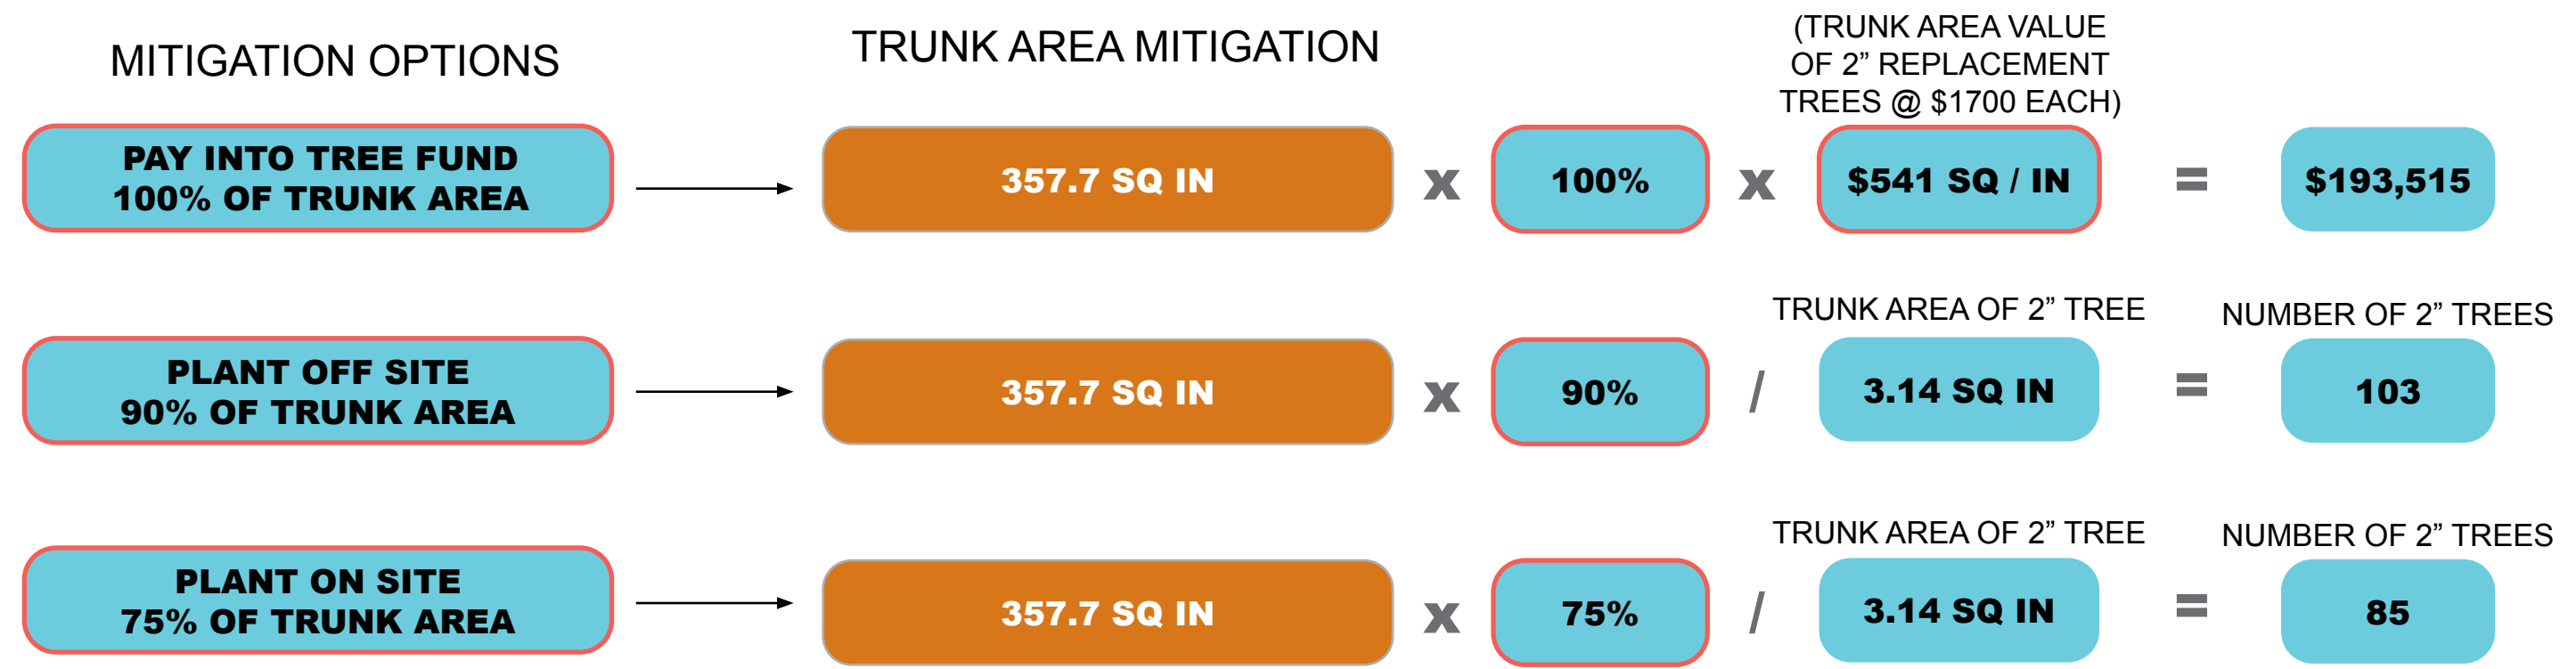 MITIGATION OPTIONS
TRUNK AREA MITIGATION
(TRUNK AREA VALUE
OF 2” REPLACEMENT
TREES @ $1700 EACH)
PAY INTO TREE FUND
100% OF TRUNK AREA
357.7 SQ IN
x
100%
x
$541 SQ / IN
=
$193,515
TRUNK AREA OF 2” TREE
NUMBER OF 2” TREES
PLANT OFF SITE
90% OF TRUNK AREA
357.7 SQ IN
x
90%
/
3.14 SQ IN
=
103
TRUNK AREA OF 2” TREE
NUMBER OF 2” TREES
PLANT ON SITE
75% OF TRUNK AREA
357.7 SQ IN
x
75%
/
3.14 SQ IN
=
85